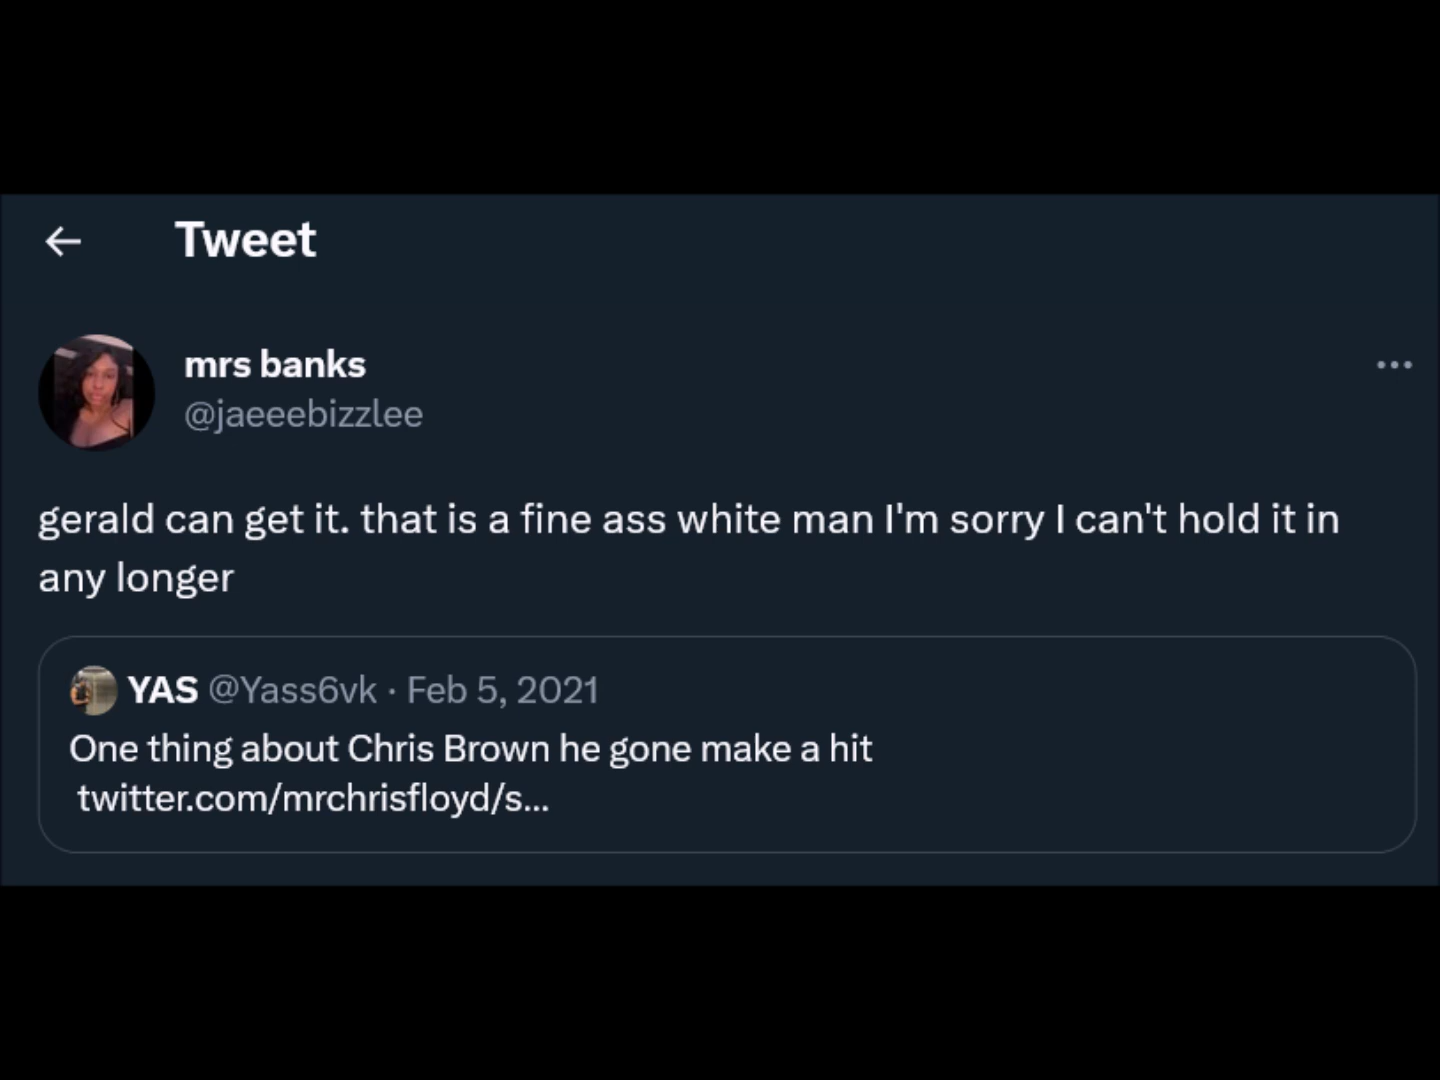 Tweet
mrs banks
@jaeeebizzlee
gerald can get it. that is a fine ass white man I'm sorry I can't hold it in
any longer
YAS @Yass6vk · Feb 5, 2021
One thing about Chris Brown he gone make a hit
twitter.com/mrchrisfloyd/s...